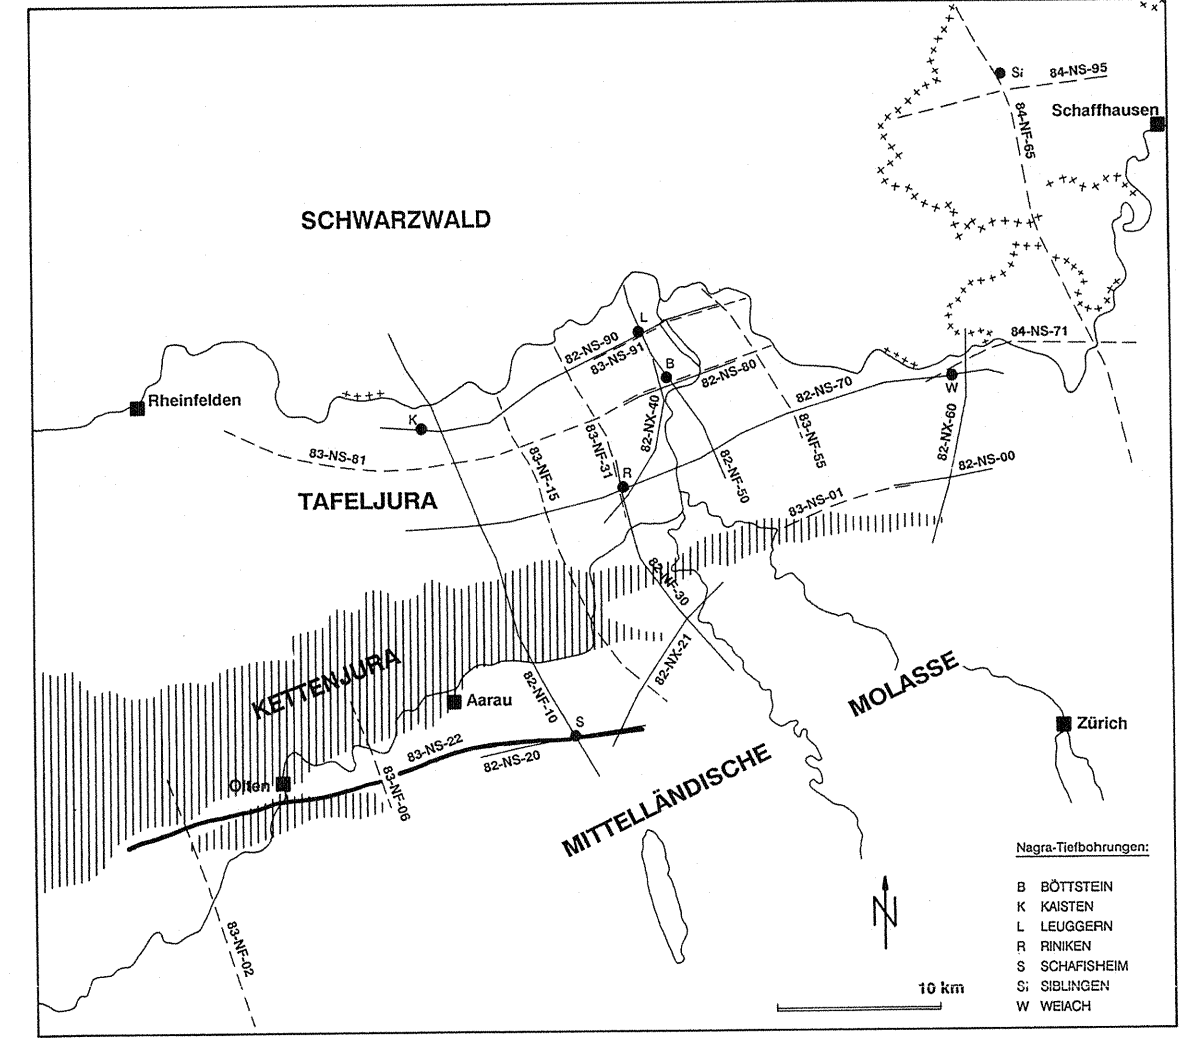 Si
84-NS-95
Schaffhausen
84-NF-65
SCHWARZWALD
L
82-NS-90
83-NS-91
84-NS-71
B
82-NS-80
W
82-NS-70
Rheinfelden
K
82-NX-40
82-NX-60
83-NS-81
83-NF-31
83-NF-55
82-NS-00
R
83-NF-15
82-NF-50
TAFELJURA
83-NS-01
82-NF-30
82-NX-21
KETTENJURA
MOLASSE
Aarau
82-NF-10
S
Zürich
83-NS-22
82-NS-20
Olten
83-NF-06
MITTELLÄNDISCHE
83-NF-02
N
10 km
Nagra-Tiefbohrungen:
B BÖTTSTEIN
K KAISTEN
L LEUGGERN
R RINIKEN
S SCHAFISHEIM
Si SIBLINGEN
W WEIACH